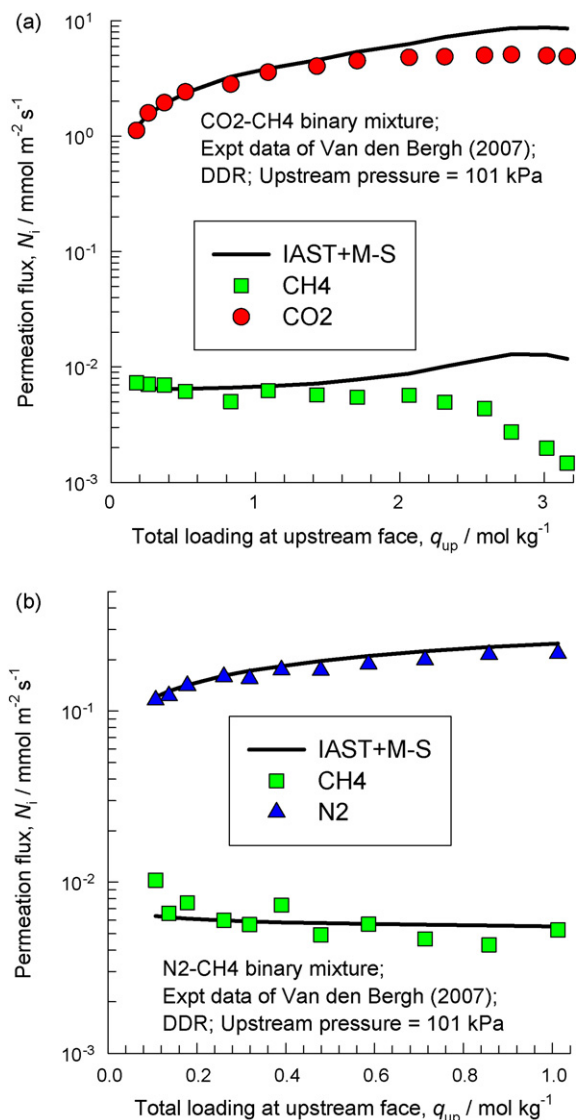 (a)
10¹
10⁰
10⁻¹
10⁻²
10⁻³
Permeation flux, Nᵢ / mmol m⁻² s⁻¹
CO2-CH4 binary mixture;
Expt data of Van den Bergh (2007);
DDR; Upstream pressure = 101 kPa
IAST+M-S
CH4
CO2
0 1 2 3
Total loading at upstream face, q_up / mol kg⁻¹
(b)
10⁻¹
10⁻²
10⁻³
Permeation flux, Nᵢ / mmol m⁻² s⁻¹
IAST+M-S
CH4
N2
N2-CH4 binary mixture;
Expt data of Van den Bergh (2007);
DDR; Upstream pressure = 101 kPa
0.0 0.2 0.4 0.6 0.8 1.0
Total loading at upstream face, q_up / mol kg⁻¹